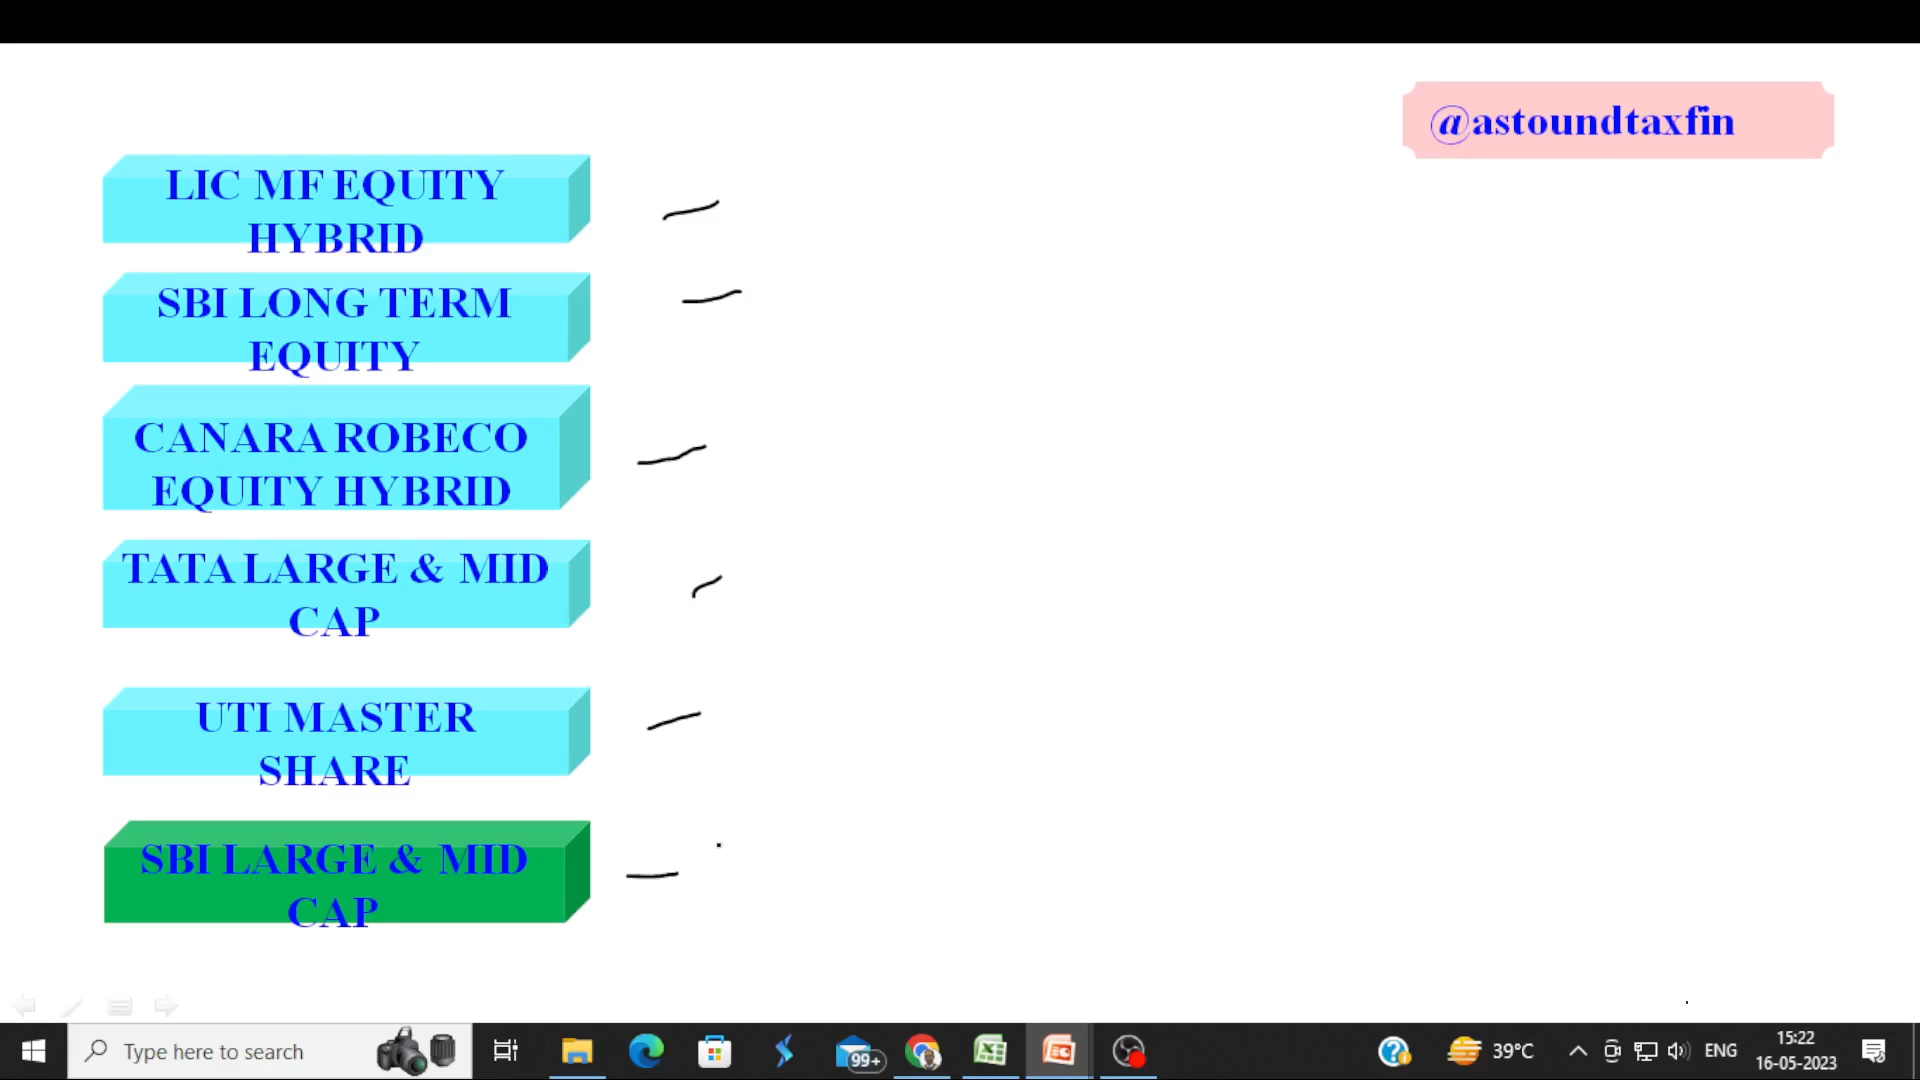 @astoundtaxfin
LIC MF EQUITY
HYBRID
SBI LONG TERM
EQUITY
CANARA ROBECO
EQUITY HYBRID
TATA LARGE & MID
CAP
UTI MASTER
SHARE
SBI LARGE & MID
CAP
Type here to search
99+
39°C
ENG
15:22
16-05-2023